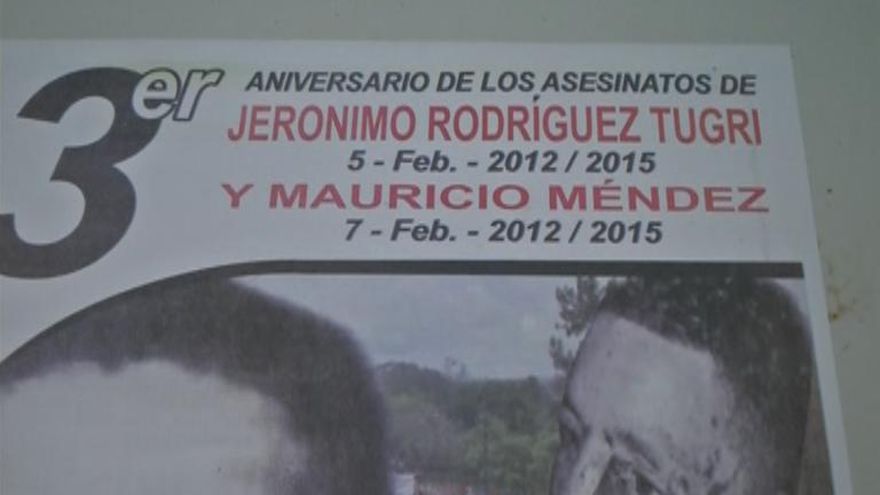 3er ANIVERSARIO DE LOS ASESINATOS DE
JERONIMO RODRÍGUEZ TUGRI
5 - Feb. - 2012 / 2015
Y MAURICIO MÉNDEZ
7 - Feb. - 2012 / 2015